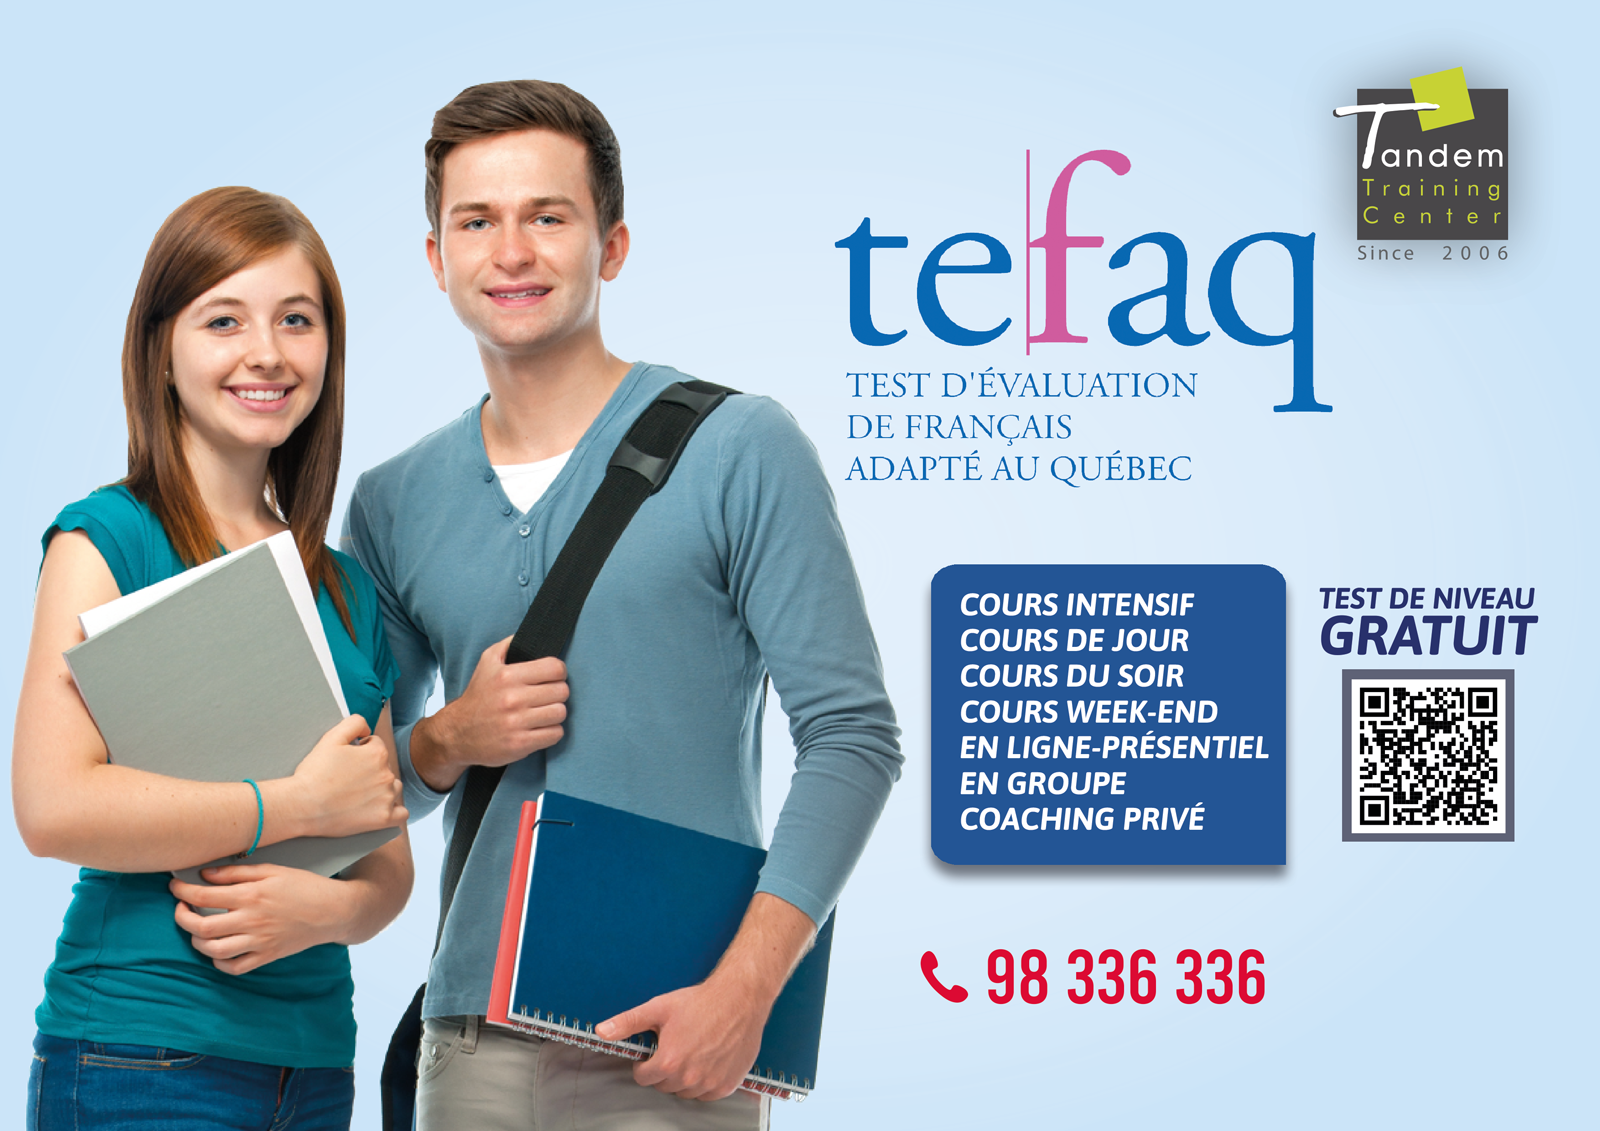 Tandem
Training
Center
Since 2006
tefaq
TEST D'ÉVALUATION
DE FRANÇAIS
ADAPTÉ AU QUÉBEC
COURS INTENSIF
COURS DE JOUR
COURS DU SOIR
COURS WEEK-END
EN LIGNE-PRÉSENTIEL
EN GROUPE
COACHING PRIVÉ
TEST DE NIVEAU
GRATUIT
98 336 336